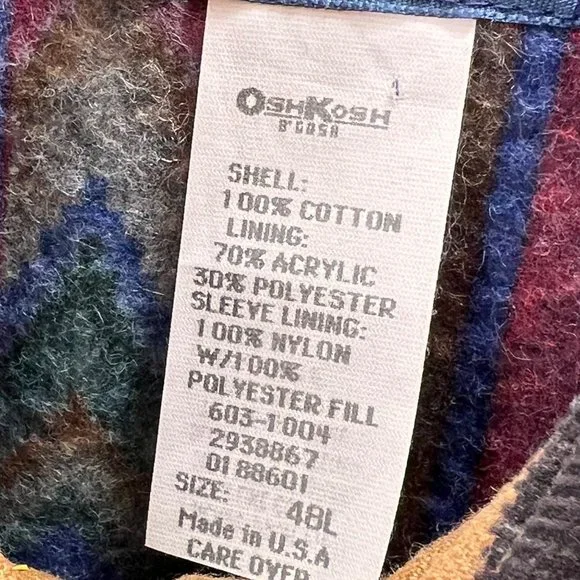 OSHKOSH
B'GOSH
SHELL:
100% COTTON
LINING:
70% ACRYLIC
30% POLYESTER
SLEEVE LINING:
100% NYLON
W/100%
POLYESTER FILL
603-1004
2938867
DI 88601
SIZE: 48L
Made in U.S.A
CARE OVER